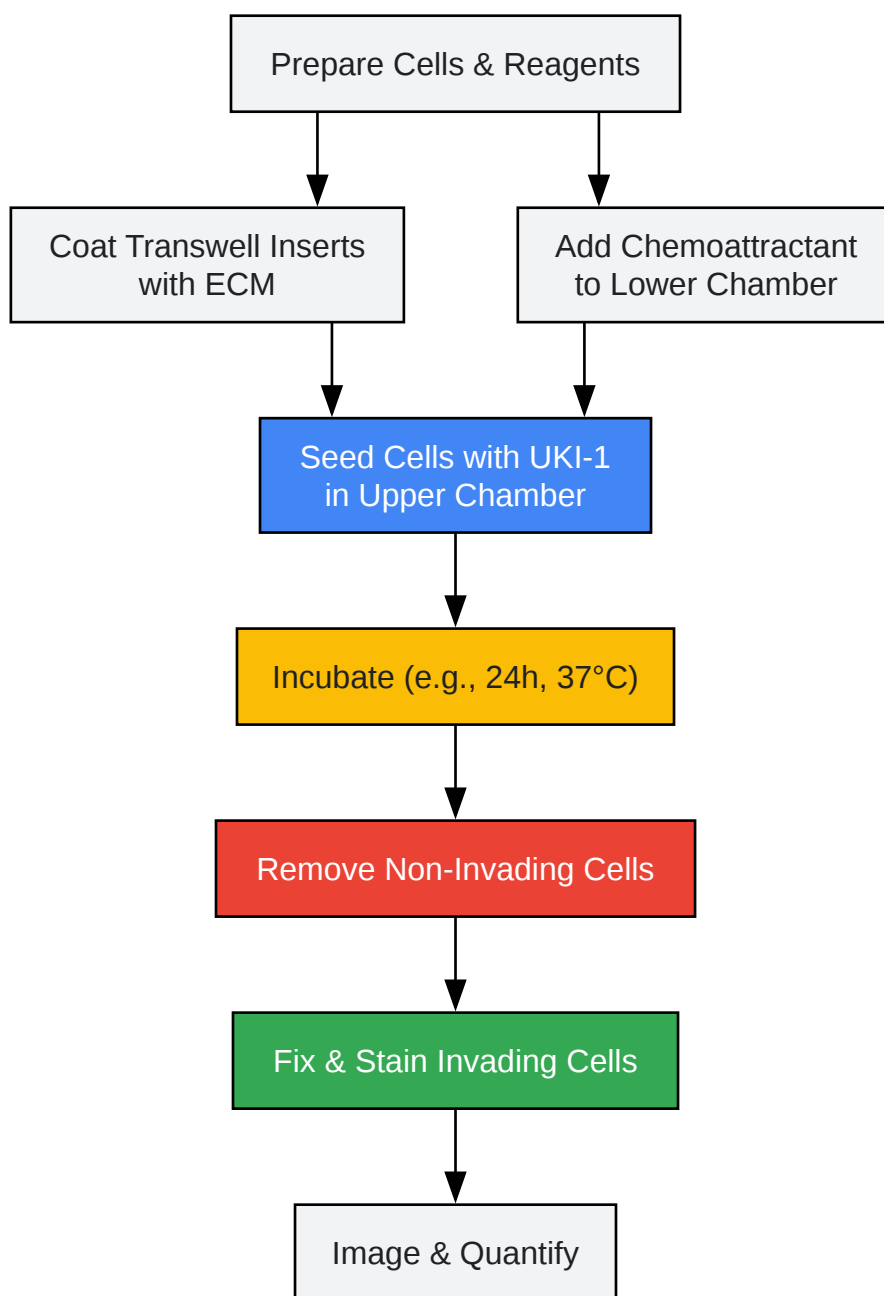 Prepare Cells & Reagents
Coat Transwell Inserts
with ECM
Add Chemoattractant
to Lower Chamber
Seed Cells with UKI-1
in Upper Chamber
Incubate (e.g., 24h, 37°C)
Remove Non-Invading Cells
Fix & Stain Invading Cells
Image & Quantify